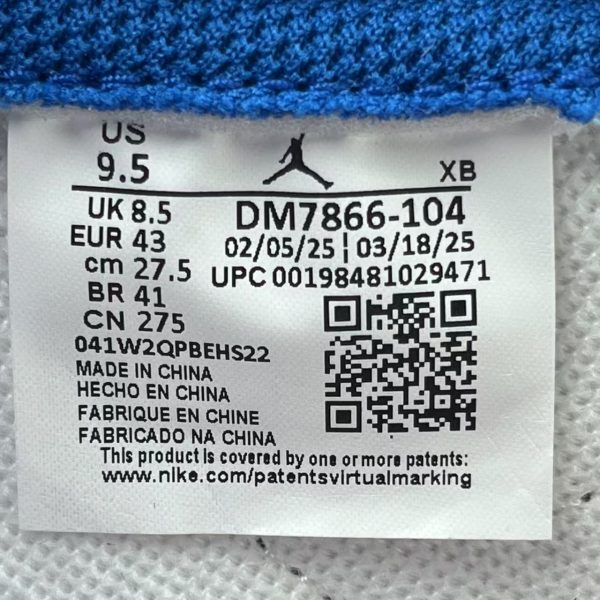 US
9.5 XB
UK 8.5 DM7866-104
EUR 43 02/05/25 | 03/18/25
cm 27.5 UPC 00198481029471
BR 41
CN 275
041W2QPBEHS22
MADE IN CHINA
HECHO EN CHINA
FABRIQUE EN CHINE
FABRICADO NA CHINA
This product is covered by one or more patents:
www.nike.com/patentsvirtualmarking